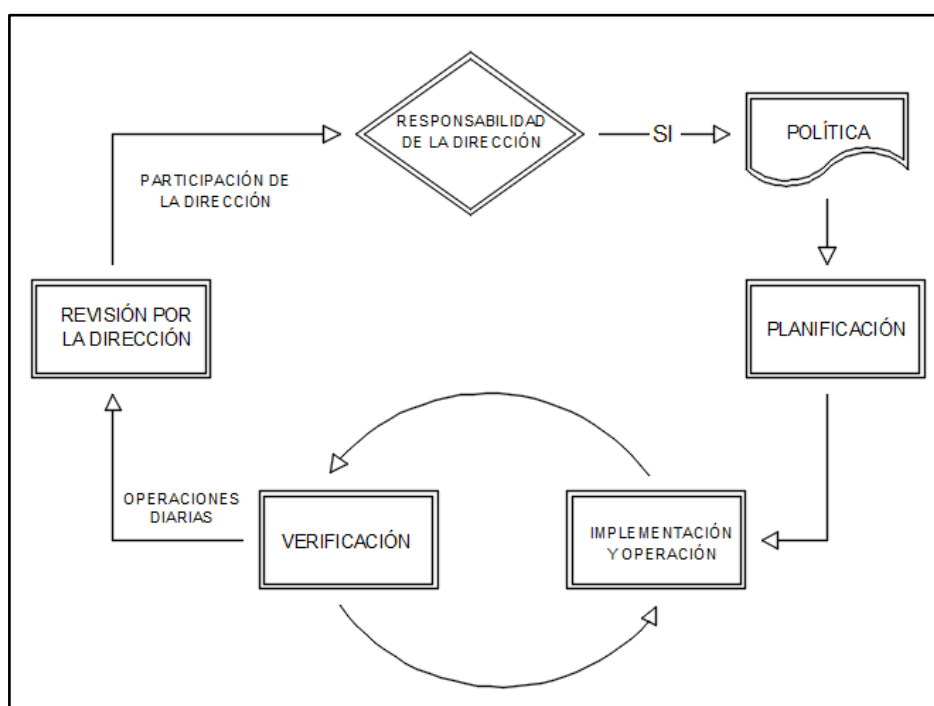 RESPONSABILIDAD
DE LA DIRECCIÓN
SI
POLÍTICA
PARTICIPACIÓN DE
LA DIRECCIÓN
REVISIÓN POR
LA DIRECCIÓN
PLANIFICACIÓN
OPERACIONES
DIARIAS
VERIFICACIÓN
IMPLEMENTACIÓN
Y OPERACIÓN